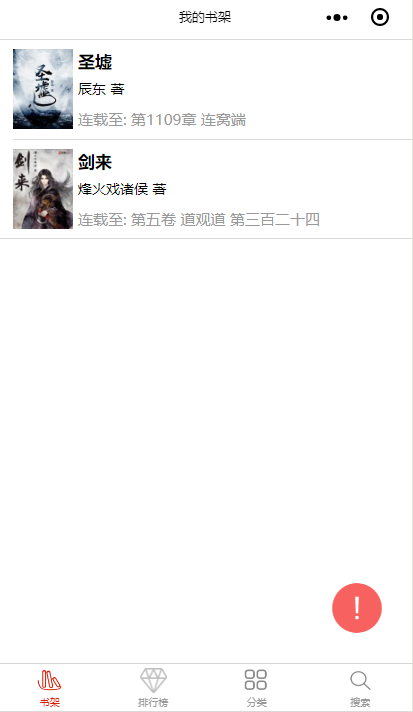 我的书架
圣墟
辰东 著
连载至: 第1109章 连窝端
剑来
烽火戏诸侯 著
连载至: 第五卷 道观道 第三百二十四
!
书架
排行榜
分类
搜索